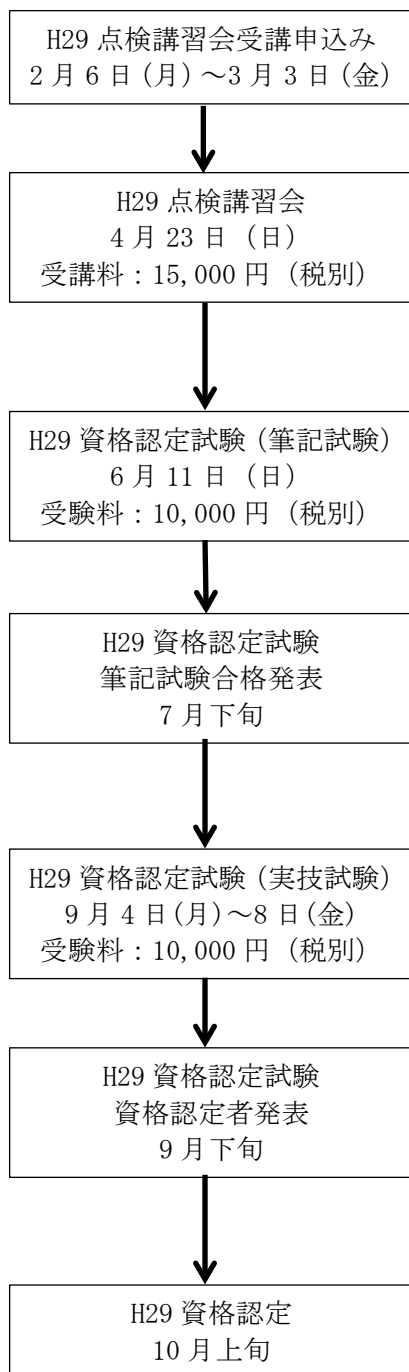 H29 点検講習会受講申込み
2 月 6 日(月)～3 月 3 日(金)
H29 点検講習会
4 月 23 日 (日)
受講料：15,000 円 (税別)
H29 資格認定試験(筆記試験)
6 月 11 日 (日)
受験料：10,000 円 (税別)
H29 資格認定試験
筆記試験合格発表
7 月下旬
H29 資格認定試験(実技試験)
9 月 4 日(月)～8 日(金)
受験料：10,000 円 (税別)
H29 資格認定試験
資格認定者発表
9 月下旬
H29 資格認定
10 月上旬